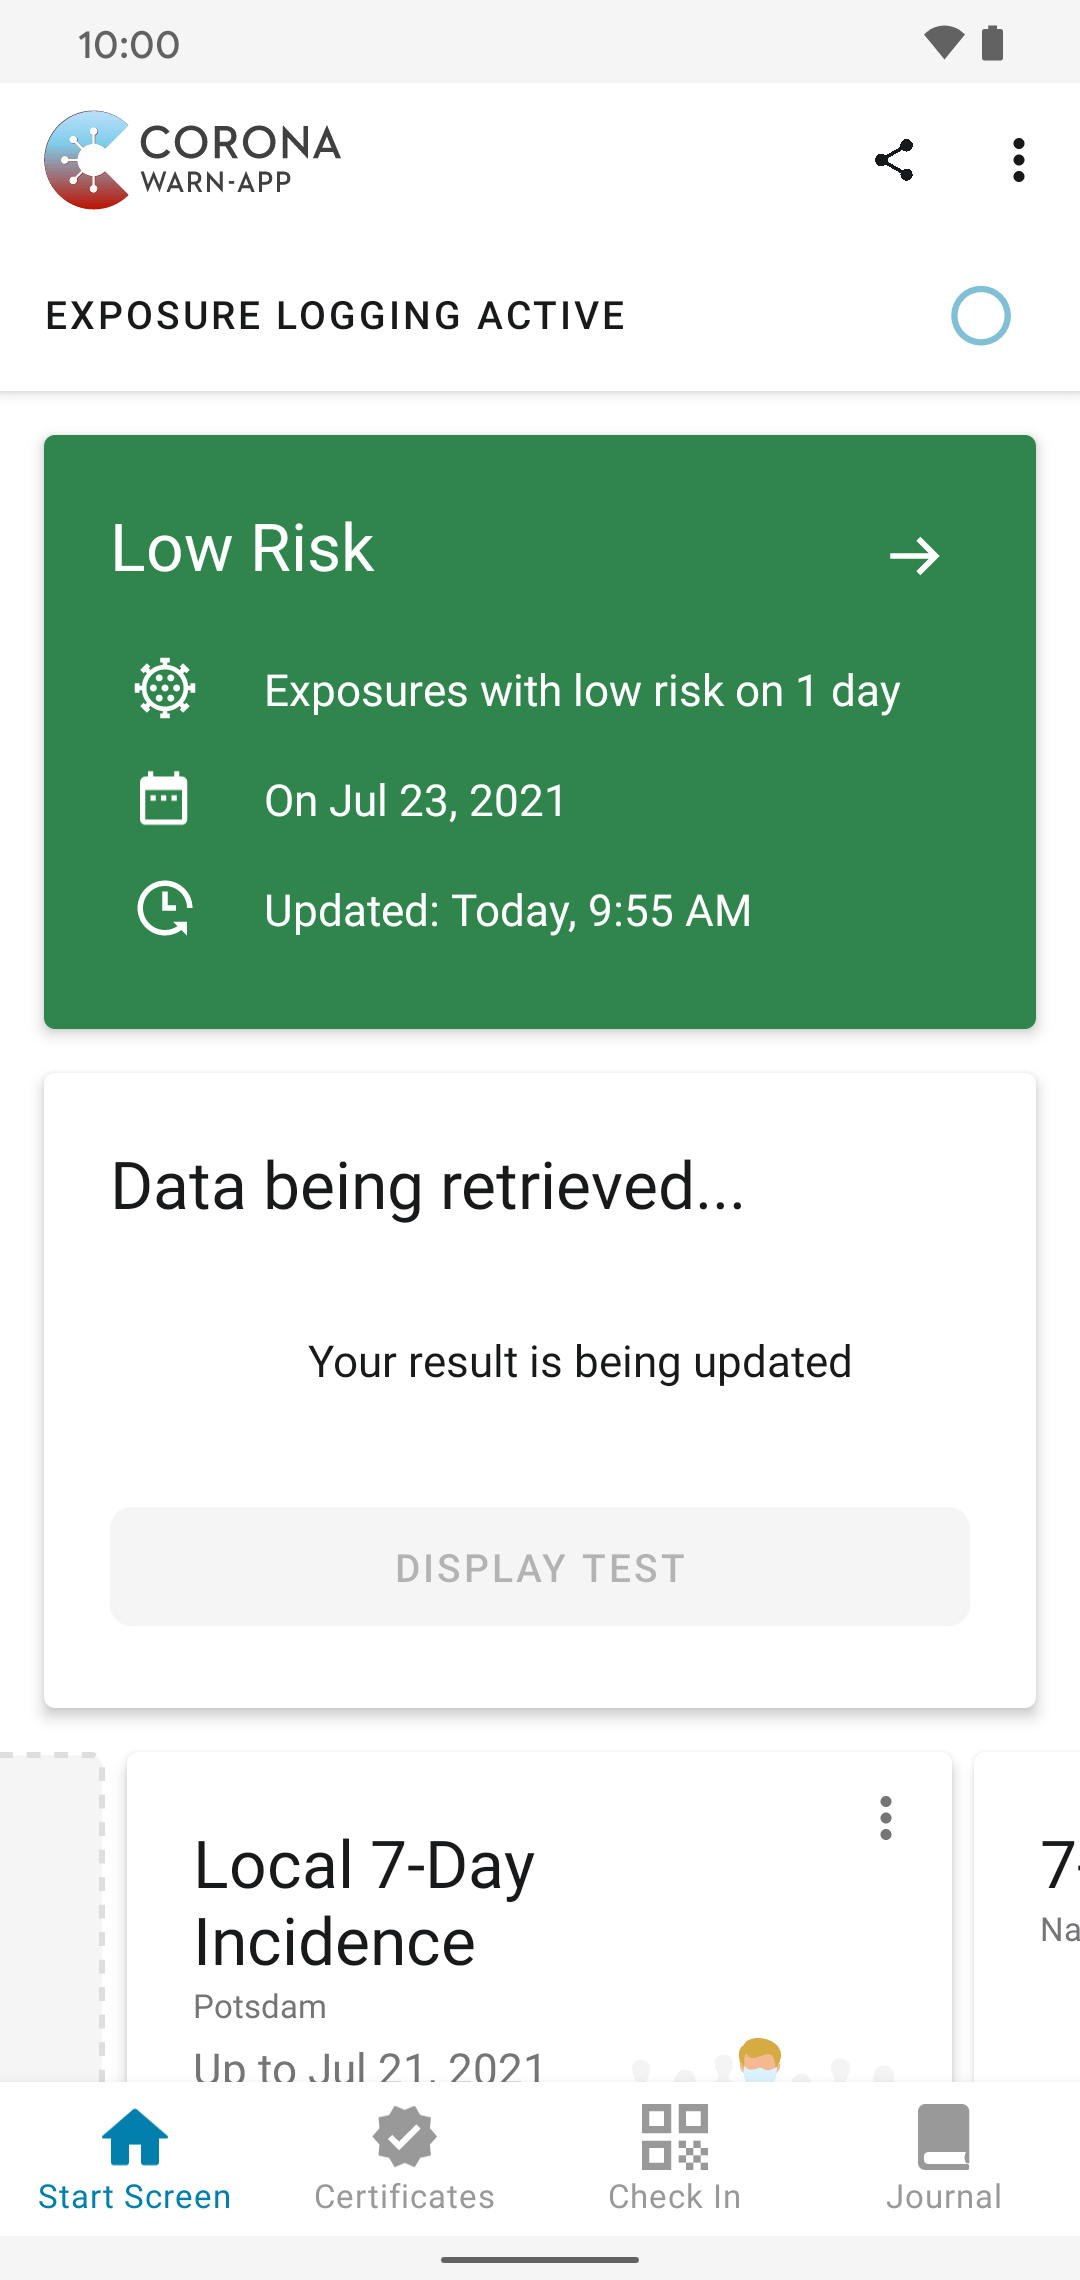 10:00
CORONA
WARN-APP
EXPOSURE LOGGING ACTIVE
Low Risk
Exposures with low risk on 1 day
On Jul 23, 2021
Updated: Today, 9:55 AM
Data being retrieved...
Your result is being updated
DISPLAY TEST
Local 7-Day
Incidence
Potsdam
Up to Jul 21, 2021
7-
Na
Start Screen
Certificates
Check In
Journal